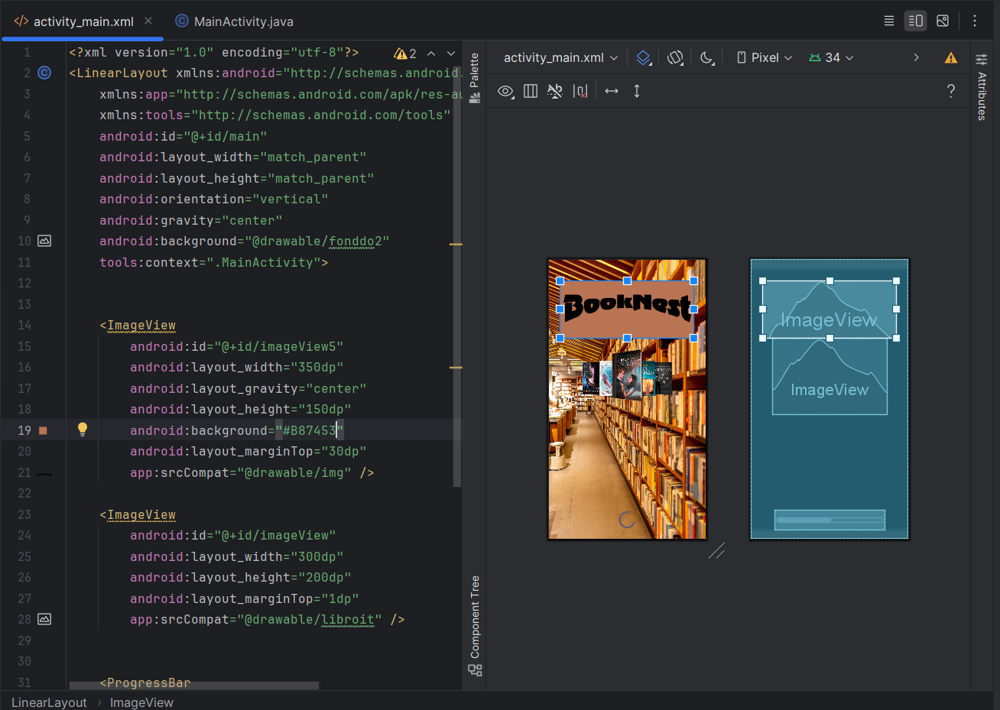 activity_main.xml
MainActivity.java
1 <?xml version="1.0" encoding="utf-8"?>
2
2 <LinearLayout xmlns:android="http://schemas.android.
3 xmlns:app="http://schemas.android.com/apk/res-au
4 xmlns:tools="http://schemas.android.com/tools"
5 android:id="@+id/main"
6 android:layout_width="match_parent"
7 android:layout_height="match_parent"
8 android:orientation="vertical"
9 android:gravity="center"
10 android:background="@drawable/fonddo2"
11 tools:context=".MainActivity">
12
13
14 <ImageView
15 android:id="@+id/imageView5"
16 android:layout_width="350dp"
17 android:layout_gravity="center"
18 android:layout_height="150dp"
19 android:background="#B87453"
20 android:layout_marginTop="30dp"
21 app:srcCompat="@drawable/img" />
22
23 <ImageView
24 android:id="@+id/imageView"
25 android:layout_width="300dp"
26 android:layout_height="200dp"
27 android:layout_marginTop="1dp"
28 app:srcCompat="@drawable/libroit" />
29
30
31 <ProgressBar
LinearLayout › ImageView
Palette
Component Tree
activity_main.xml
Pixel
34
?
Attributes
BookNest
ImageView
ImageView